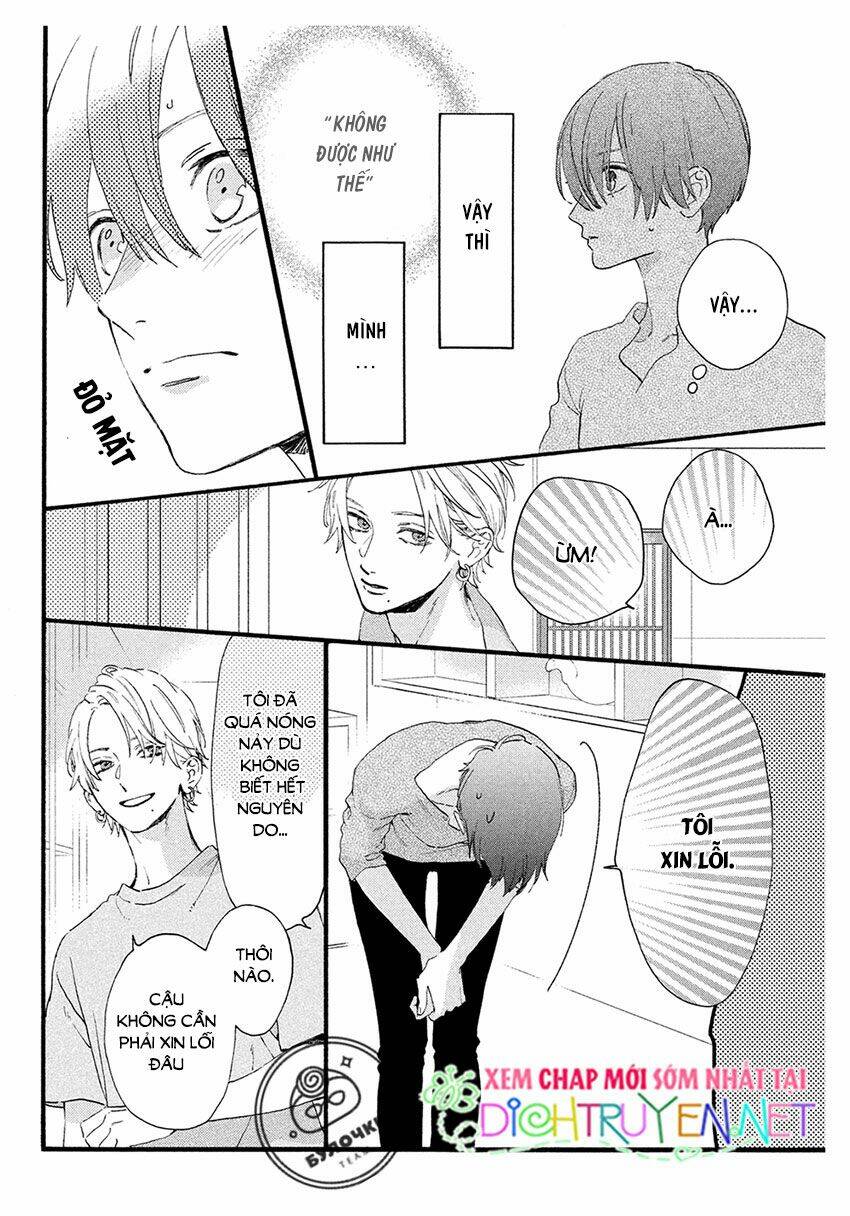 VẬY...
VẬY THÌ
"KHÔNG
ĐƯỢC NHƯ
THẾ"
MÌNH
...
ĐỎ MẶT
À...
ỪM!
TÔI
XIN LỖI.
TÔI ĐÃ
QUÁ NÓNG
NẢY DÙ
KHÔNG
BIẾT HẾT
NGUYÊN
DO...
THÔI
NÀO.
CẬU
KHÔNG CẦN
PHẢI XIN LỖI
ĐÂU
БУЛОЧКИ
TEAM
XEM CHAP MỚI SỚM NHẤT TẠI
DICHTRUYEN.NET